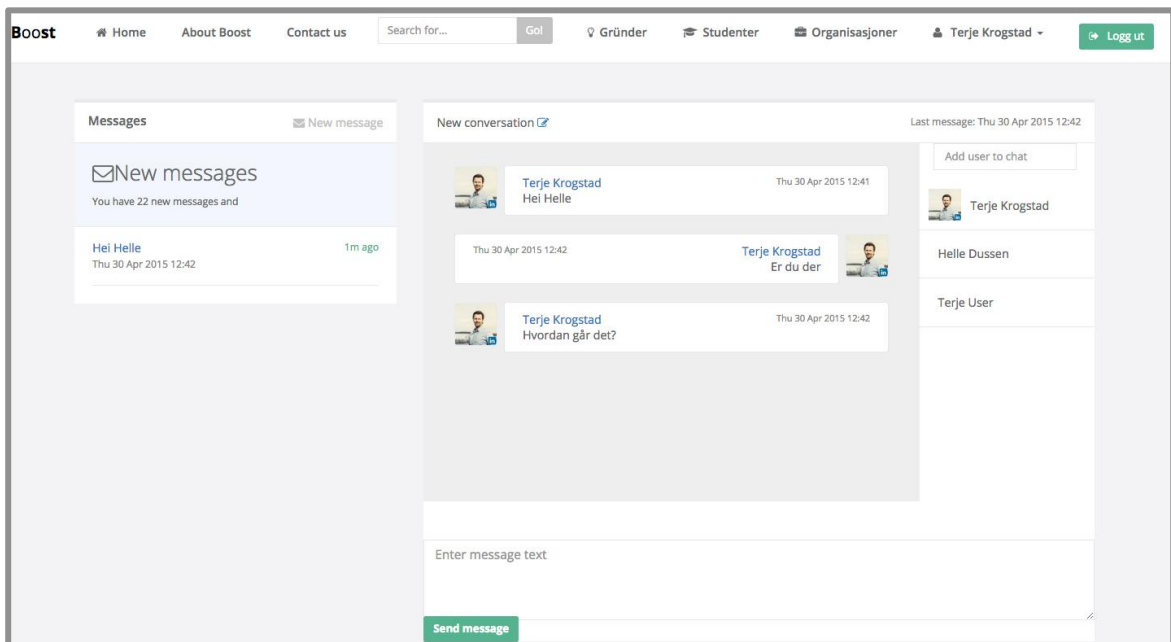 Boost
Home
About Boost
Contact us
Search for...
Go!
Gründer
Studenter
Organisasjoner
Terje Krogstad
Logg ut
Messages
New message
New messages
You have 22 new messages and
Hei Helle
1m ago
Thu 30 Apr 2015 12:42
New conversation
Last message: Thu 30 Apr 2015 12:42
Terje Krogstad
Thu 30 Apr 2015 12:41
Hei Helle
Thu 30 Apr 2015 12:42
Terje Krogstad
Er du der
Terje Krogstad
Thu 30 Apr 2015 12:42
Hvordan går det?
Add user to chat
Terje Krogstad
Helle Dussen
Terje User
Enter message text
Send message